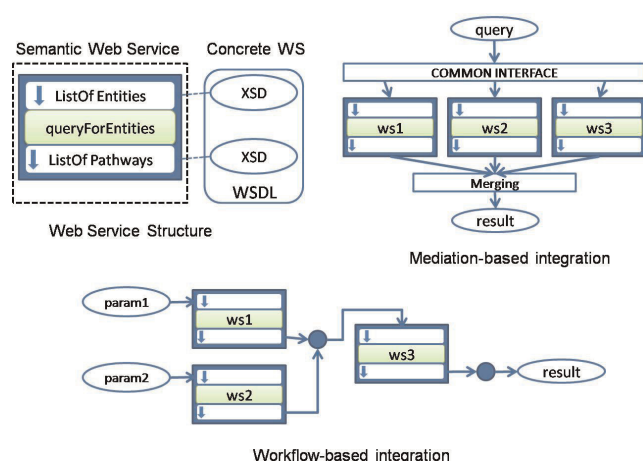 Semantic Web Service
Concrete WS
ListOf Entities
queryForEntities
ListOf Pathways
XSD
XSD
WSDL
Web Service Structure
query
COMMON INTERFACE
ws1
ws2
ws3
Merging
result
Mediation-based integration
param1
ws1
param2
ws2
ws3
result
Workflow-based integration